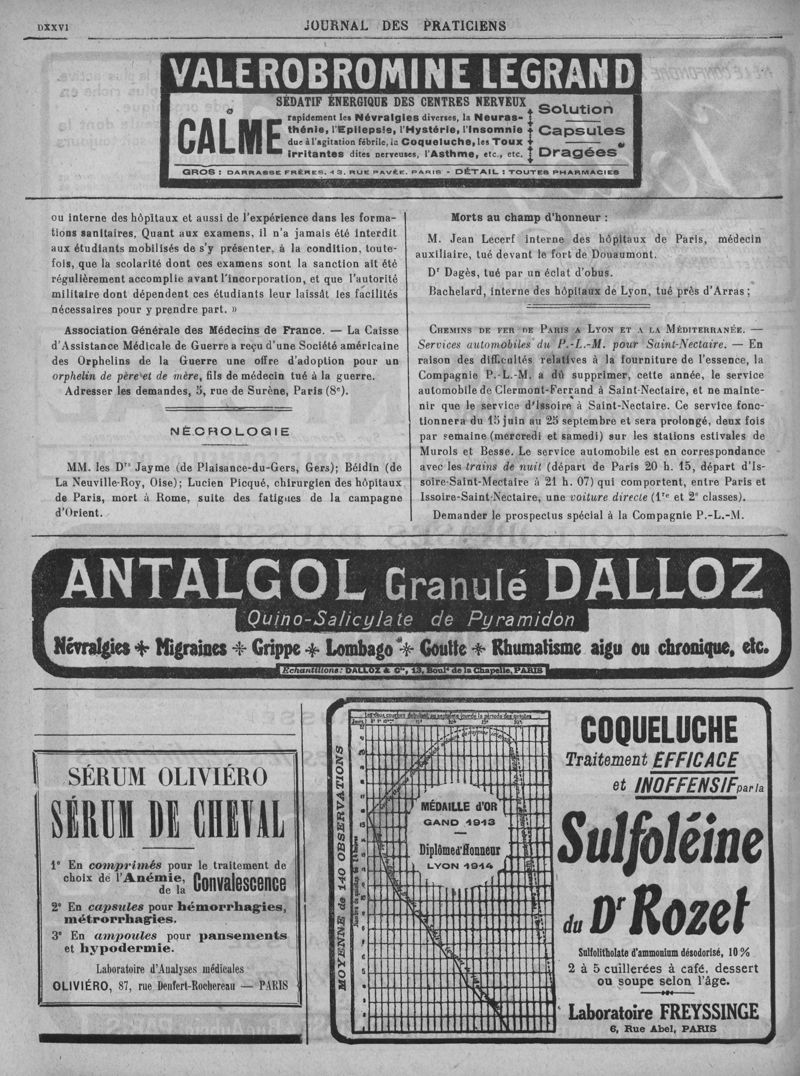 DXXVI
JOURNAL DES PRATICIENS
VALEROBROMINE LEGRAND
SÉDATIF ÉNERGIQUE DES CENTRES NERVEUX
CALME
rapidement les Névralgies diverses, la Neuras-
thénie, l'Epilepsie, l'Hystérie, l'Insomnie
due à l'agitation fébrile, la Coqueluche, les Toux
irritantes dites nerveuses, l'Asthme, etc., etc.
Solution
Capsules
Dragées
GROS : DARRASSE FRÈRES, 13, RUE PAVÉE, PARIS - DÉTAIL : TOUTES PHARMACIES
ou interne des hôpitaux et aussi de l'expérience dans les forma-
tions sanitaires. Quant aux examens, il n'a jamais été interdit
aux étudiants mobilisés de s'y présenter, à la condition, toute-
fois, que la scolarité dont ces examens sont la sanction ait été
régulièrement accomplie avant l'incorporation, et que l'autorité
militaire dont dépendent ces étudiants leur laissât les facilités
nécessaires pour y prendre part. »
Association Générale des Médecins de France. — La Caisse
d'Assistance Médicale de Guerre a reçu d'une Société américaine
des Orphelins de la Guerre une offre d'adoption pour un
orphelin de père et de mère, fils de médecin tué à la guerre.
Adresser les demandes, 5, rue de Surène, Paris (8e).
NÉCROLOGIE
MM. les Drs Jayme (de Plaisance-du-Gers, Gers); Béidin (de
La Neuville-Roy, Oise); Lucien Picqué, chirurgien des hôpitaux
de Paris, mort à Rome, suite des fatigues de la campagne
d'Orient.
Morts au champ d'honneur :
M. Jean Lecerf interne des hôpitaux de Paris, médecin
auxiliaire, tué devant le fort de Douaumont.
Dr Dagès, tué par un éclat d'obus.
Bachelard, interne des hôpitaux de Lyon, tué près d'Arras ;
CHEMINS DE FER DE PARIS A LYON ET A LA MÉDITERRANÉE. —
Services automobiles du P.-L.-M. pour Saint-Nectaire. — En
raison des difficultés relatives à la fourniture de l'essence, la
Compagnie P.-L.-M. a dû supprimer, cette année, le service
automobile de Clermont-Ferrand à Saint-Nectaire, et ne mainte-
nir que le service d'Issoire à Saint-Nectaire. Ce service fonc-
tionnera du 15 juin au 25 septembre et sera prolongé, deux fois
par semaine (mercredi et samedi) sur les stations estivales de
Murols et Besse. Le service automobile est en correspondance
avec les trains de nuit (départ de Paris 20 h. 15, départ d'Is-
soire-Saint-Mectaire à 21 h. 07) qui comportent, entre Paris et
Issoire-Saint-Nectaire, une voiture directe (1re et 2e classes).
Demander le prospectus spécial à la Compagnie P.-L.-M.
ANTALGOL Granulé DALLOZ
Quino-Salicylate de Pyramidon
Névralgies * Migraines * Grippe * Lombago * Goutte * Rhumatisme aigu ou chronique, etc.
Echantillons: DALLOZ & Cie, 13, Bould de la Chapelle, PARIS
SÉRUM OLIVIÉRO
SÉRUM DE CHEVAL
1° En comprimés pour le traitement de
choix de l'Anémie,
de la Convalescence
2° En capsules pour hémorrhagies,
métrorrhagies.
3° En ampoules pour pansements
et hypodermie.
Laboratoire d'Analyses médicales
OLIVIÉRO, 87, rue Denfert-Rochereau — PARIS
MOYENNE DE 140 OBSERVATIONS
MÉDAILLE d'OR
GAND 1913
Diplôme d'Honneur
LYON 1914
COQUELUCHE
Traitement EFFICACE
et INOFFENSIF par la
Sulfoléine
du Dr Rozet
Sulfolitholate d'ammonium désodorisé, 10%
2 à 5 cuillerées à café, dessert
ou soupe selon l'âge.
Laboratoire FREYSSINGE
6, Rue Abel, PARIS